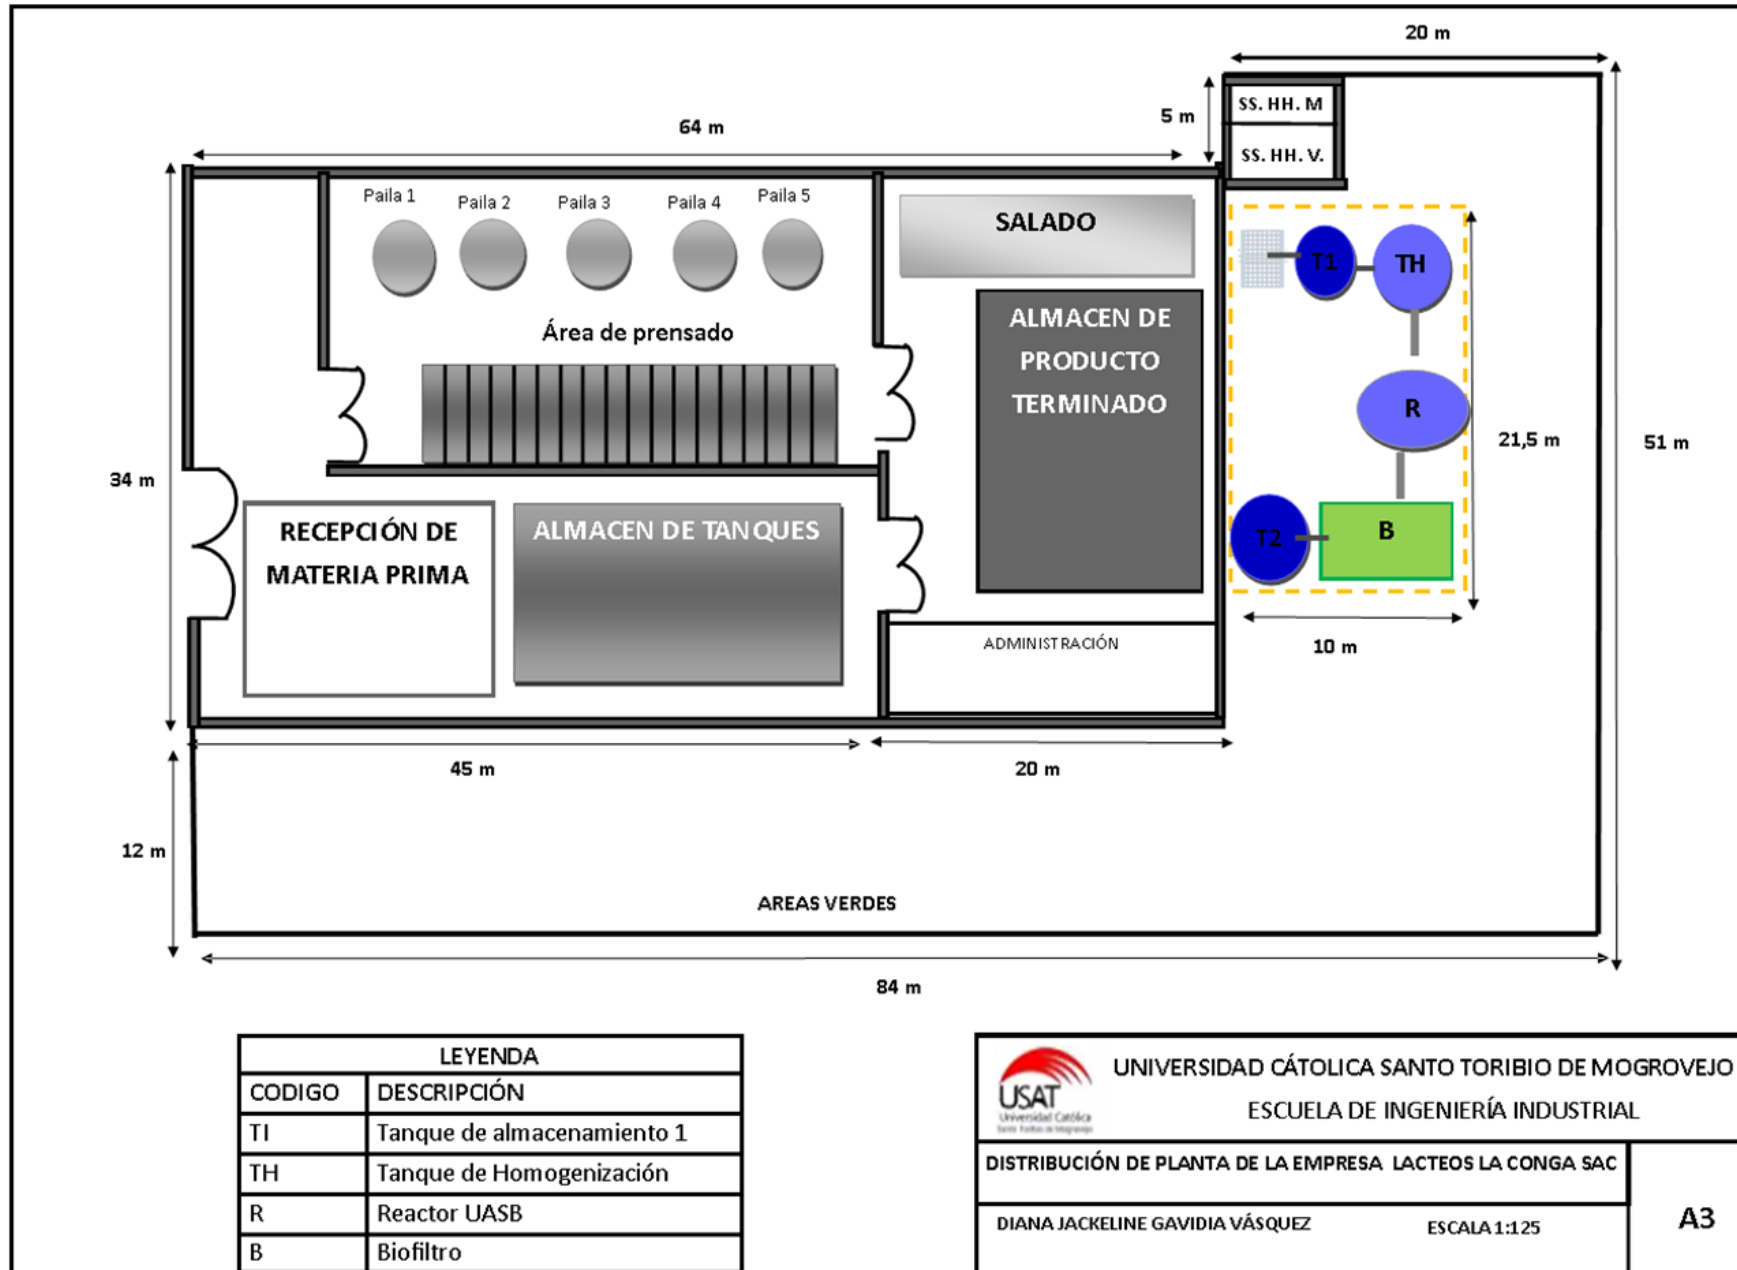 20 m
5 m
SS. HH. M
SS. HH. V.
64 m
Paila 1
Paila 2
Paila 3
Paila 4
Paila 5
SALADO
T1
TH
Área de prensado
ALMACEN DE
PRODUCTO
TERMINADO
R
21,5 m
51 m
34 m
RECEPCIÓN DE
MATERIA PRIMA
ALMACEN DE TANQUES
T2
B
ADMINISTRACIÓN
10 m
45 m
20 m
12 m
AREAS VERDES
84 m
LEYENDA
CODIGO DESCRIPCIÓN
TI Tanque de almacenamiento 1
TH Tanque de Homogenización
R Reactor UASB
B Biofiltro
USAT
Universidad Católica
UNIVERSIDAD CÁTOLICA SANTO TORIBIO DE MOGROVEJO
ESCUELA DE INGENIERÍA INDUSTRIAL
DISTRIBUCIÓN DE PLANTA DE LA EMPRESA LACTEOS LA CONGA SAC
DIANA JACKELINE GAVIDIA VÁSQUEZ ESCALA 1:125
A3